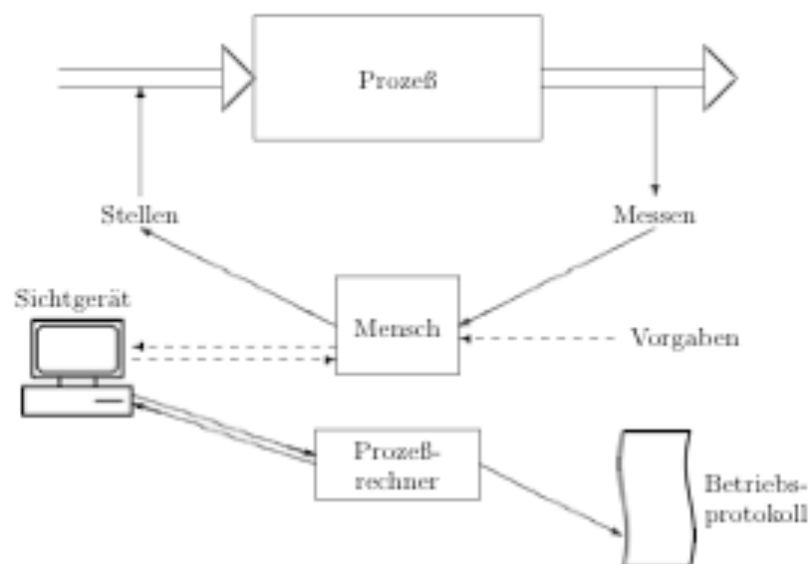 Prozeß
Stellen
Messen
Sichtgerät
Mensch
Vorgaben
Prozeß-
rechner
Betriebs-
protokoll